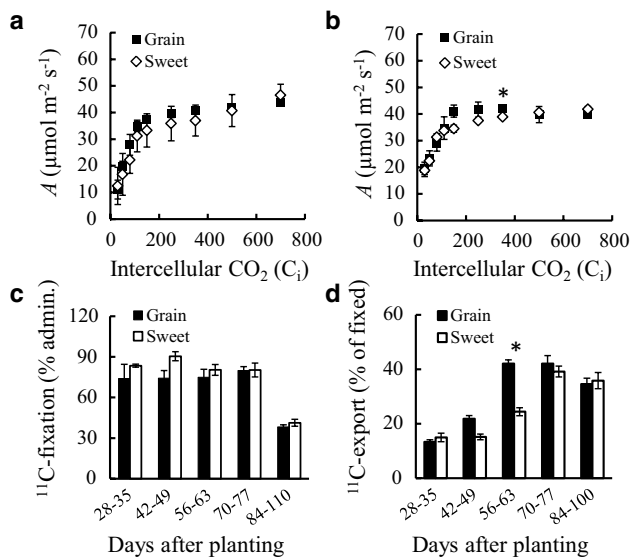 a
Grain
Sweet
A (µmol m⁻² s⁻¹)
70
60
50
40
30
20
10
0
0 200 400 600 800
Intercellular CO₂ (Cᵢ)
b
Grain
Sweet
*
A (µmol m⁻² s⁻¹)
70
60
50
40
30
20
10
0
0 200 400 600 800
Intercellular CO₂ (Cᵢ)
c
Grain
Sweet
¹¹C-fixation (% admin.)
120
90
60
30
0
28-35 42-49 56-63 70-77 84-110
Days after planting
d
Grain
Sweet
*
¹¹C-export (% of fixed)
60
40
20
0
28-35 42-49 56-63 70-77 84-100
Days after planting